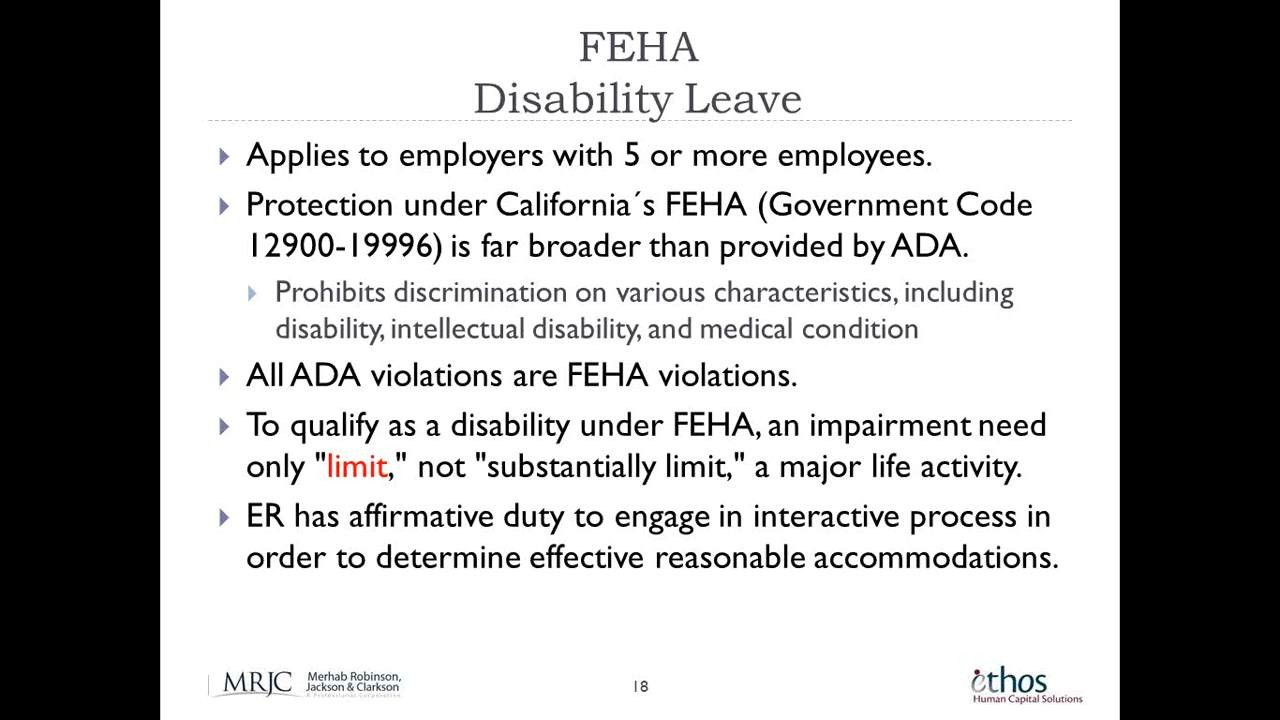 FEHA
Disability Leave
Applies to employers with 5 or more employees.
Protection under California´s FEHA (Government Code
12900-19996) is far broader than provided by ADA.
Prohibits discrimination on various characteristics, including
disability, intellectual disability, and medical condition
All ADA violations are FEHA violations.
To qualify as a disability under FEHA, an impairment need
only "limit," not "substantially limit," a major life activity.
ER has affirmative duty to engage in interactive process in
order to determine effective reasonable accommodations.
MRJC
Merhab Robinson,
Jackson & Clarkson
A Professional Corporation
18
ethos
Human Capital Solutions